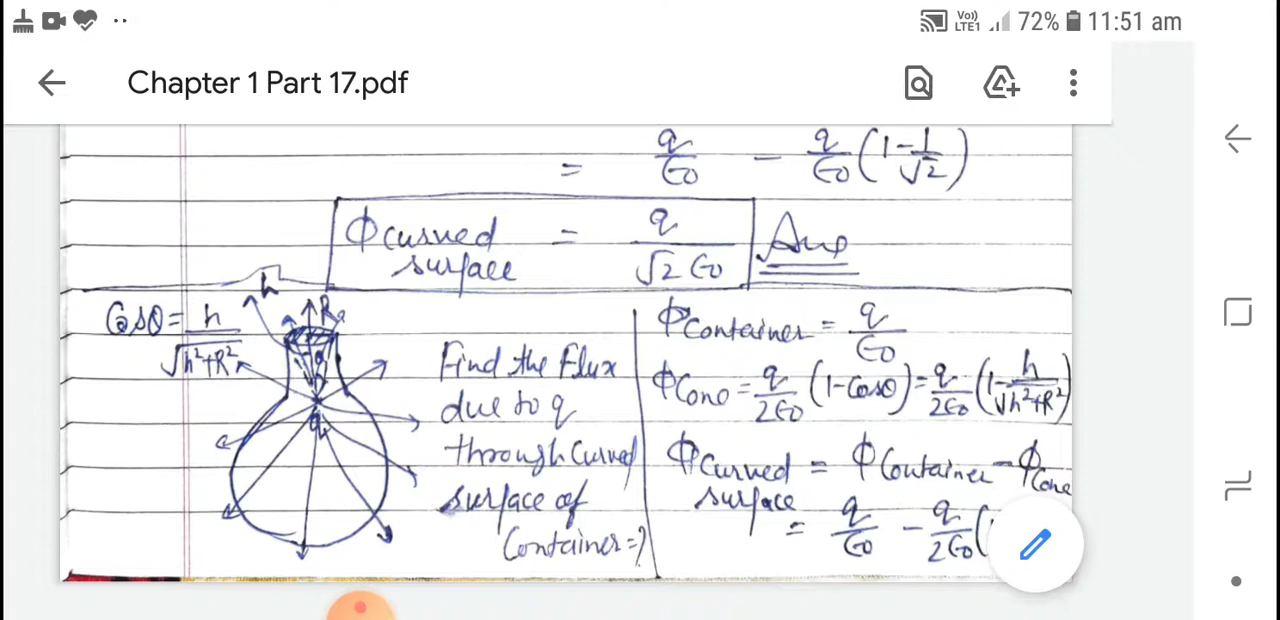 Vo))
LTE1
72%
11:51 am
Chapter 1 Part 17.pdf
= q/ϵ0 - q/ϵ0 (1-1/√2)
Φcurved surface = q/√2 ϵ0 Ans
h
R
Cosθ = h/√h²+R²
θ
q
Find the flux
due to q
through Curved
surface of
Container=?
ΦContainer = q/ϵ0
ΦCone = q/2ϵ0 (1-Cosθ) = q/2ϵ0 (1-h/√h²+R²)
ΦCurved surface = ΦContainer - ΦCone
= q/ϵ0 - q/2ϵ0 (